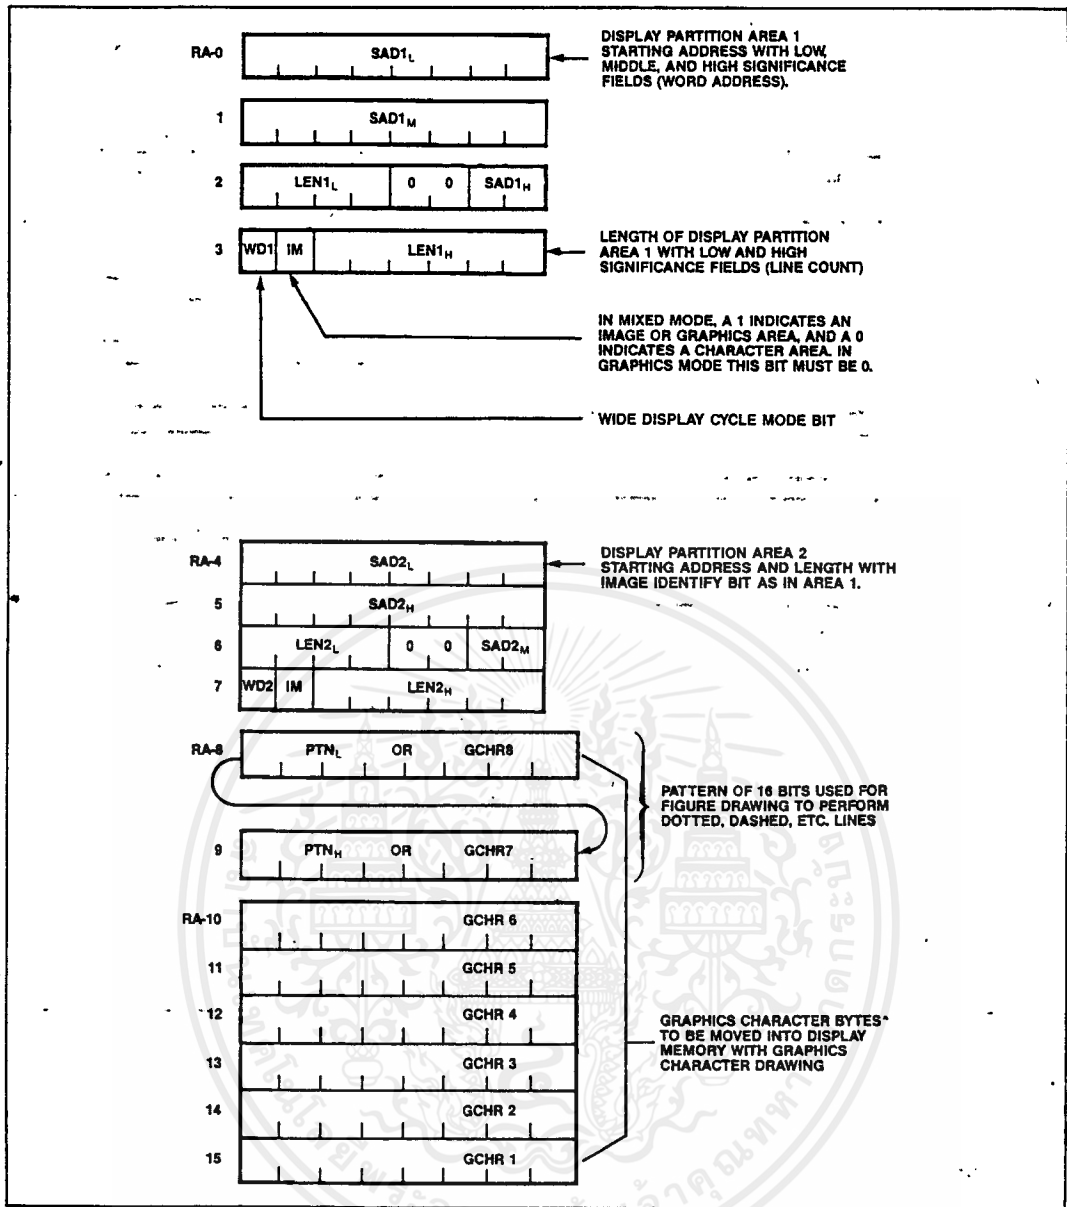 RA-0 SAD1L
DISPLAY PARTITION AREA 1
STARTING ADDRESS WITH LOW,
MIDDLE, AND HIGH SIGNIFICANCE
FIELDS (WORD ADDRESS).
1 SAD1M
2 LEN1L 0 0 SAD1H
3 WD1 IM LEN1H
LENGTH OF DISPLAY PARTITION
AREA 1 WITH LOW AND HIGH
SIGNIFICANCE FIELDS (LINE COUNT)
IN MIXED MODE, A 1 INDICATES AN
IMAGE OR GRAPHICS AREA, AND A 0
INDICATES A CHARACTER AREA. IN
GRAPHICS MODE THIS BIT MUST BE 0.
WIDE DISPLAY CYCLE MODE BIT
RA-4 SAD2L
DISPLAY PARTITION AREA 2
STARTING ADDRESS AND LENGTH WITH
IMAGE IDENTIFY BIT AS IN AREA 1.
5 SAD2H
6 LEN2L 0 0 SAD2M
7 WD2 IM LEN2H
RA-8 PTNL OR GCHR8
PATTERN OF 16 BITS USED FOR
FIGURE DRAWING TO PERFORM
DOTTED, DASHED, ETC. LINES
9 PTNH OR GCHR7
RA-10 GCHR 6
11 GCHR 5
12 GCHR 4
13 GCHR 3
14 GCHR 2
15 GCHR 1
GRAPHICS CHARACTER BYTES
TO BE MOVED INTO DISPLAY
MEMORY WITH GRAPHICS
CHARACTER DRAWING